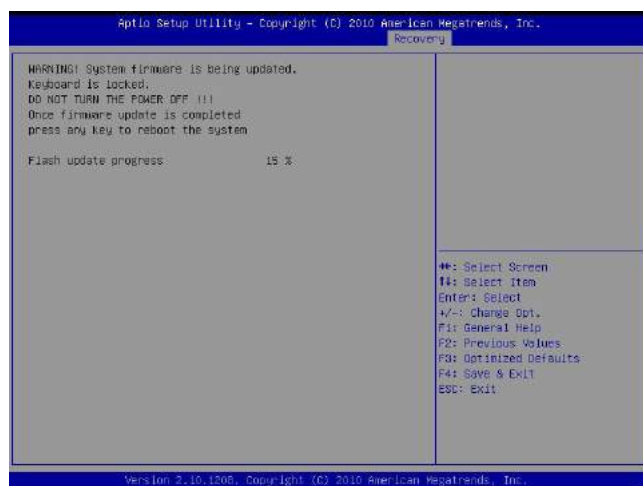 Aptio Setup Utility – Copyright (C) 2010 American Megatrends, Inc.
Recovery
WARNING! System firmware is being updated.
Keyboard is locked.
DO NOT TURN THE POWER OFF !!!
Once firmware update is completed
press any key to reboot the system
Flash update progress 15 %
→←: Select Screen
↑↓: Select Item
Enter: Select
+/-: Change Opt.
F1: General Help
F2: Previous Values
F3: Optimized Defaults
F4: Save & Exit
ESC: Exit
Version 2.10.1208. Copyright (C) 2010 American Megatrends, Inc.